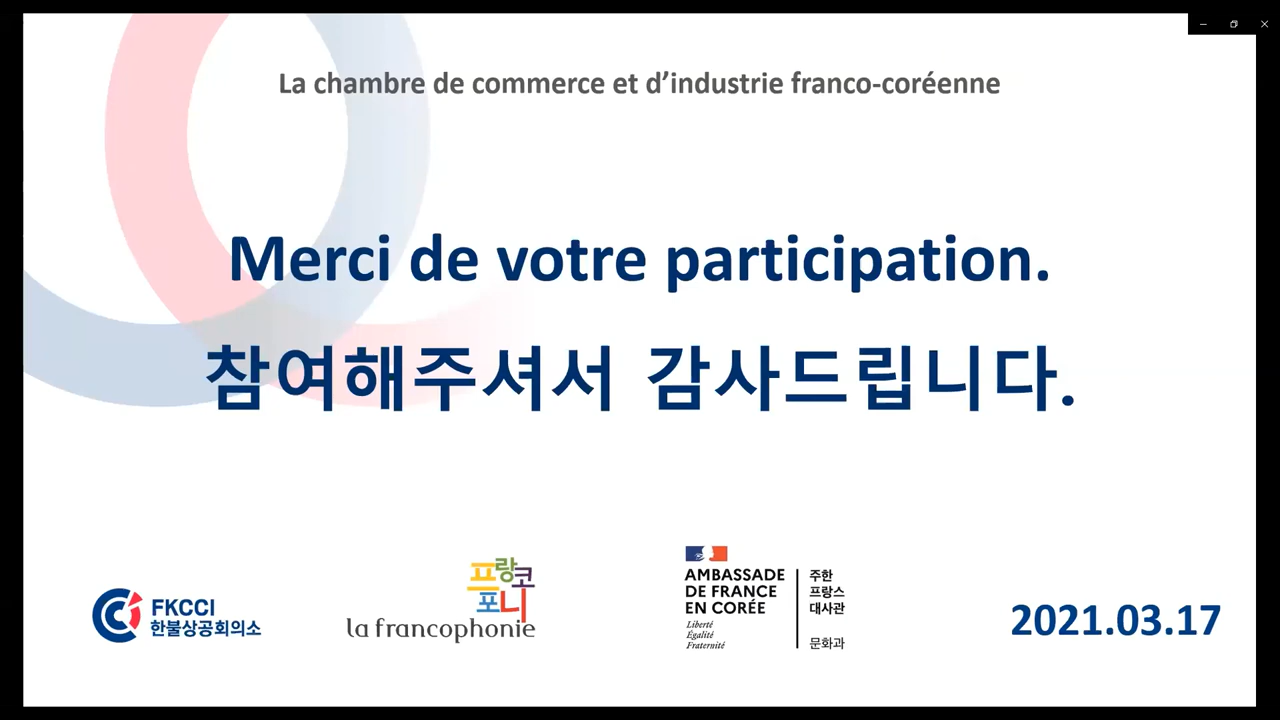 La chambre de commerce et d’industrie franco-coréenne
Merci de votre participation.
참여해주셔서 감사드립니다.
FKCCI
한불상공회의소
프랑코
포니
la francophonie
AMBASSADE
DE FRANCE
EN CORÉE
Liberté
Égalité
Fraternité
주한
프랑스
대사관
문화과
2021.03.17